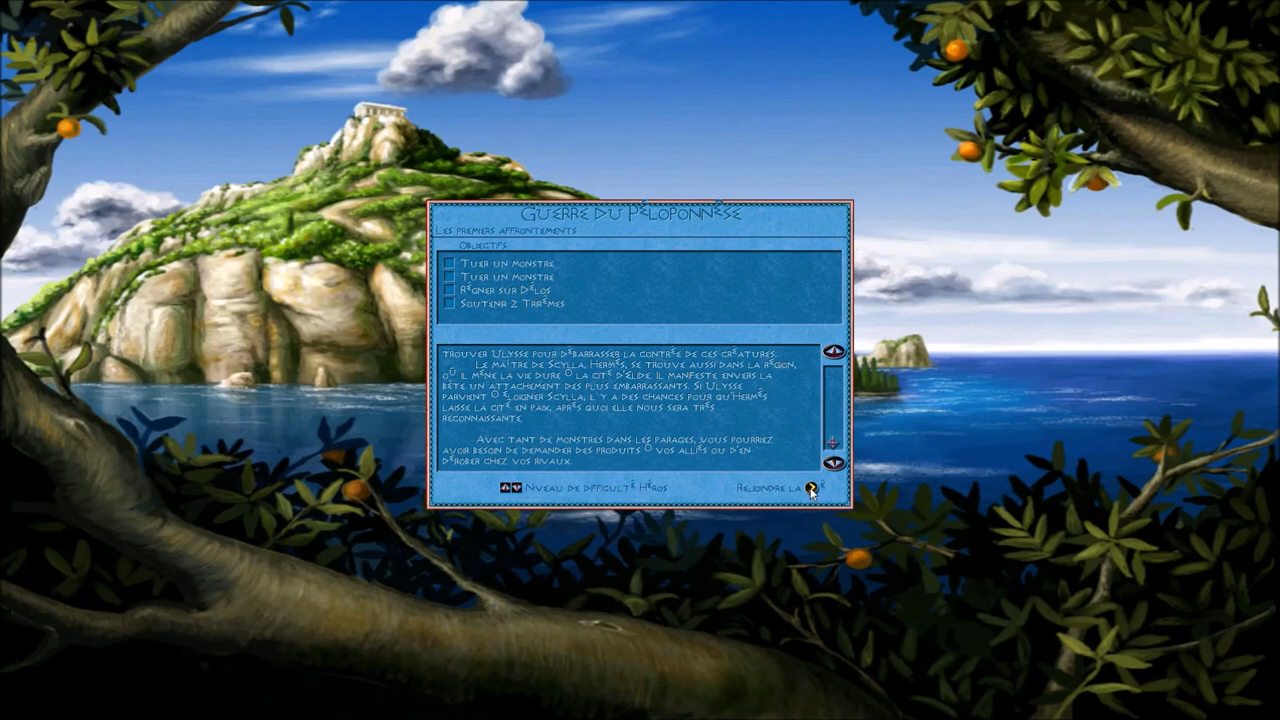 Guerre du Péloponnèse
Les premiers affrontements
Objectifs
Tuer un monstre
Tuer un monstre
Régner sur Délos
Soutenir 2 Trirèmes
trouver Ulysse pour débarrasser la contrée de ces créatures.
Le maître de Scylla, Hermès, se trouve aussi dans la région,
où il mène la vie dure à la cité d'Élide. Il manifeste envers la
bête un attachement des plus embarrassants. Si Ulysse
parvient à éloigner Scylla, il y a des chances pour qu'Hermès
laisse la cité en paix, après quoi elle nous sera très
reconnaissante.
Avec tant de monstres dans les parages, vous pourriez
avoir besoin de demander des produits à vos alliés ou d'en
dérober chez vos rivaux.
Niveau de difficulté Héros
Rejoindre la